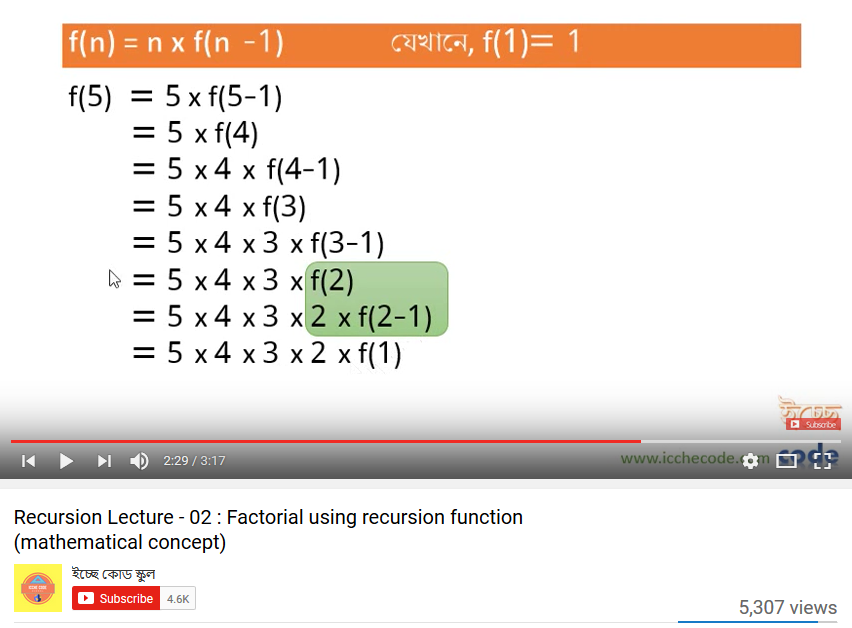 f(n) = n x f(n -1) যেখানে, f(1)= 1
f(5) = 5 x f(5-1)
= 5 x f(4)
= 5 x 4 x f(4-1)
= 5 x 4 x f(3)
= 5 x 4 x 3 x f(3-1)
= 5 x 4 x 3 x f(2)
= 5 x 4 x 3 x 2 x f(2-1)
= 5 x 4 x 3 x 2 x f(1)
ইচ্ছে
Subscribe
2:29 / 3:17
www.icchecode.com
code
Recursion Lecture - 02 : Factorial using recursion function
(mathematical concept)
ইচ্ছে কোড স্কুল
Subscribe 4.6K
5,307 views